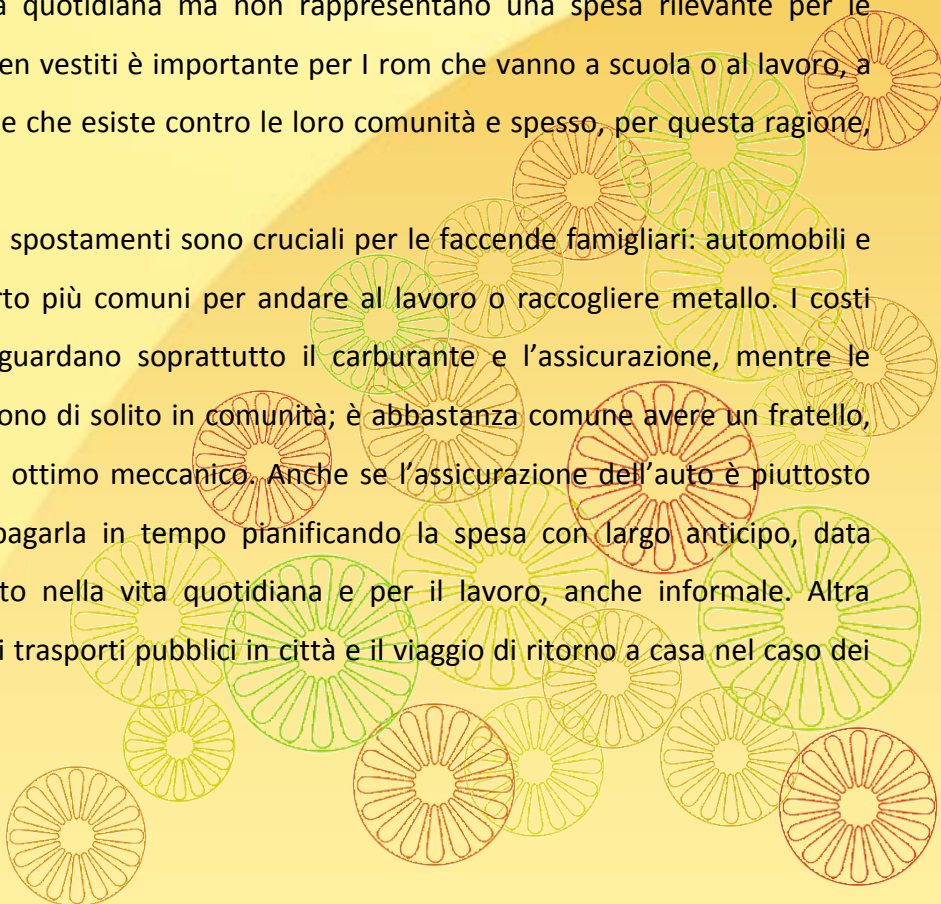 quotidiana ma non rappresentano una spesa rilevante per le
en vestiti è importante per I rom che vanno a scuola o al lavoro, a
e che esiste contro le loro comunità e spesso, per questa ragione,
spostamenti sono cruciali per le faccende famigliari: automobili e
rto più comuni per andare al lavoro o raccogliere metallo. I costi
guardano soprattutto il carburante e l’assicurazione, mentre le
ono di solito in comunità; è abbastanza comune avere un fratello,
ottimo meccanico. Anche se l’assicurazione dell’auto è piuttosto
pagarla in tempo pianificando la spesa con largo anticipo, data
to nella vita quotidiana e per il lavoro, anche informale. Altra
i trasporti pubblici in città e il viaggio di ritorno a casa nel caso dei